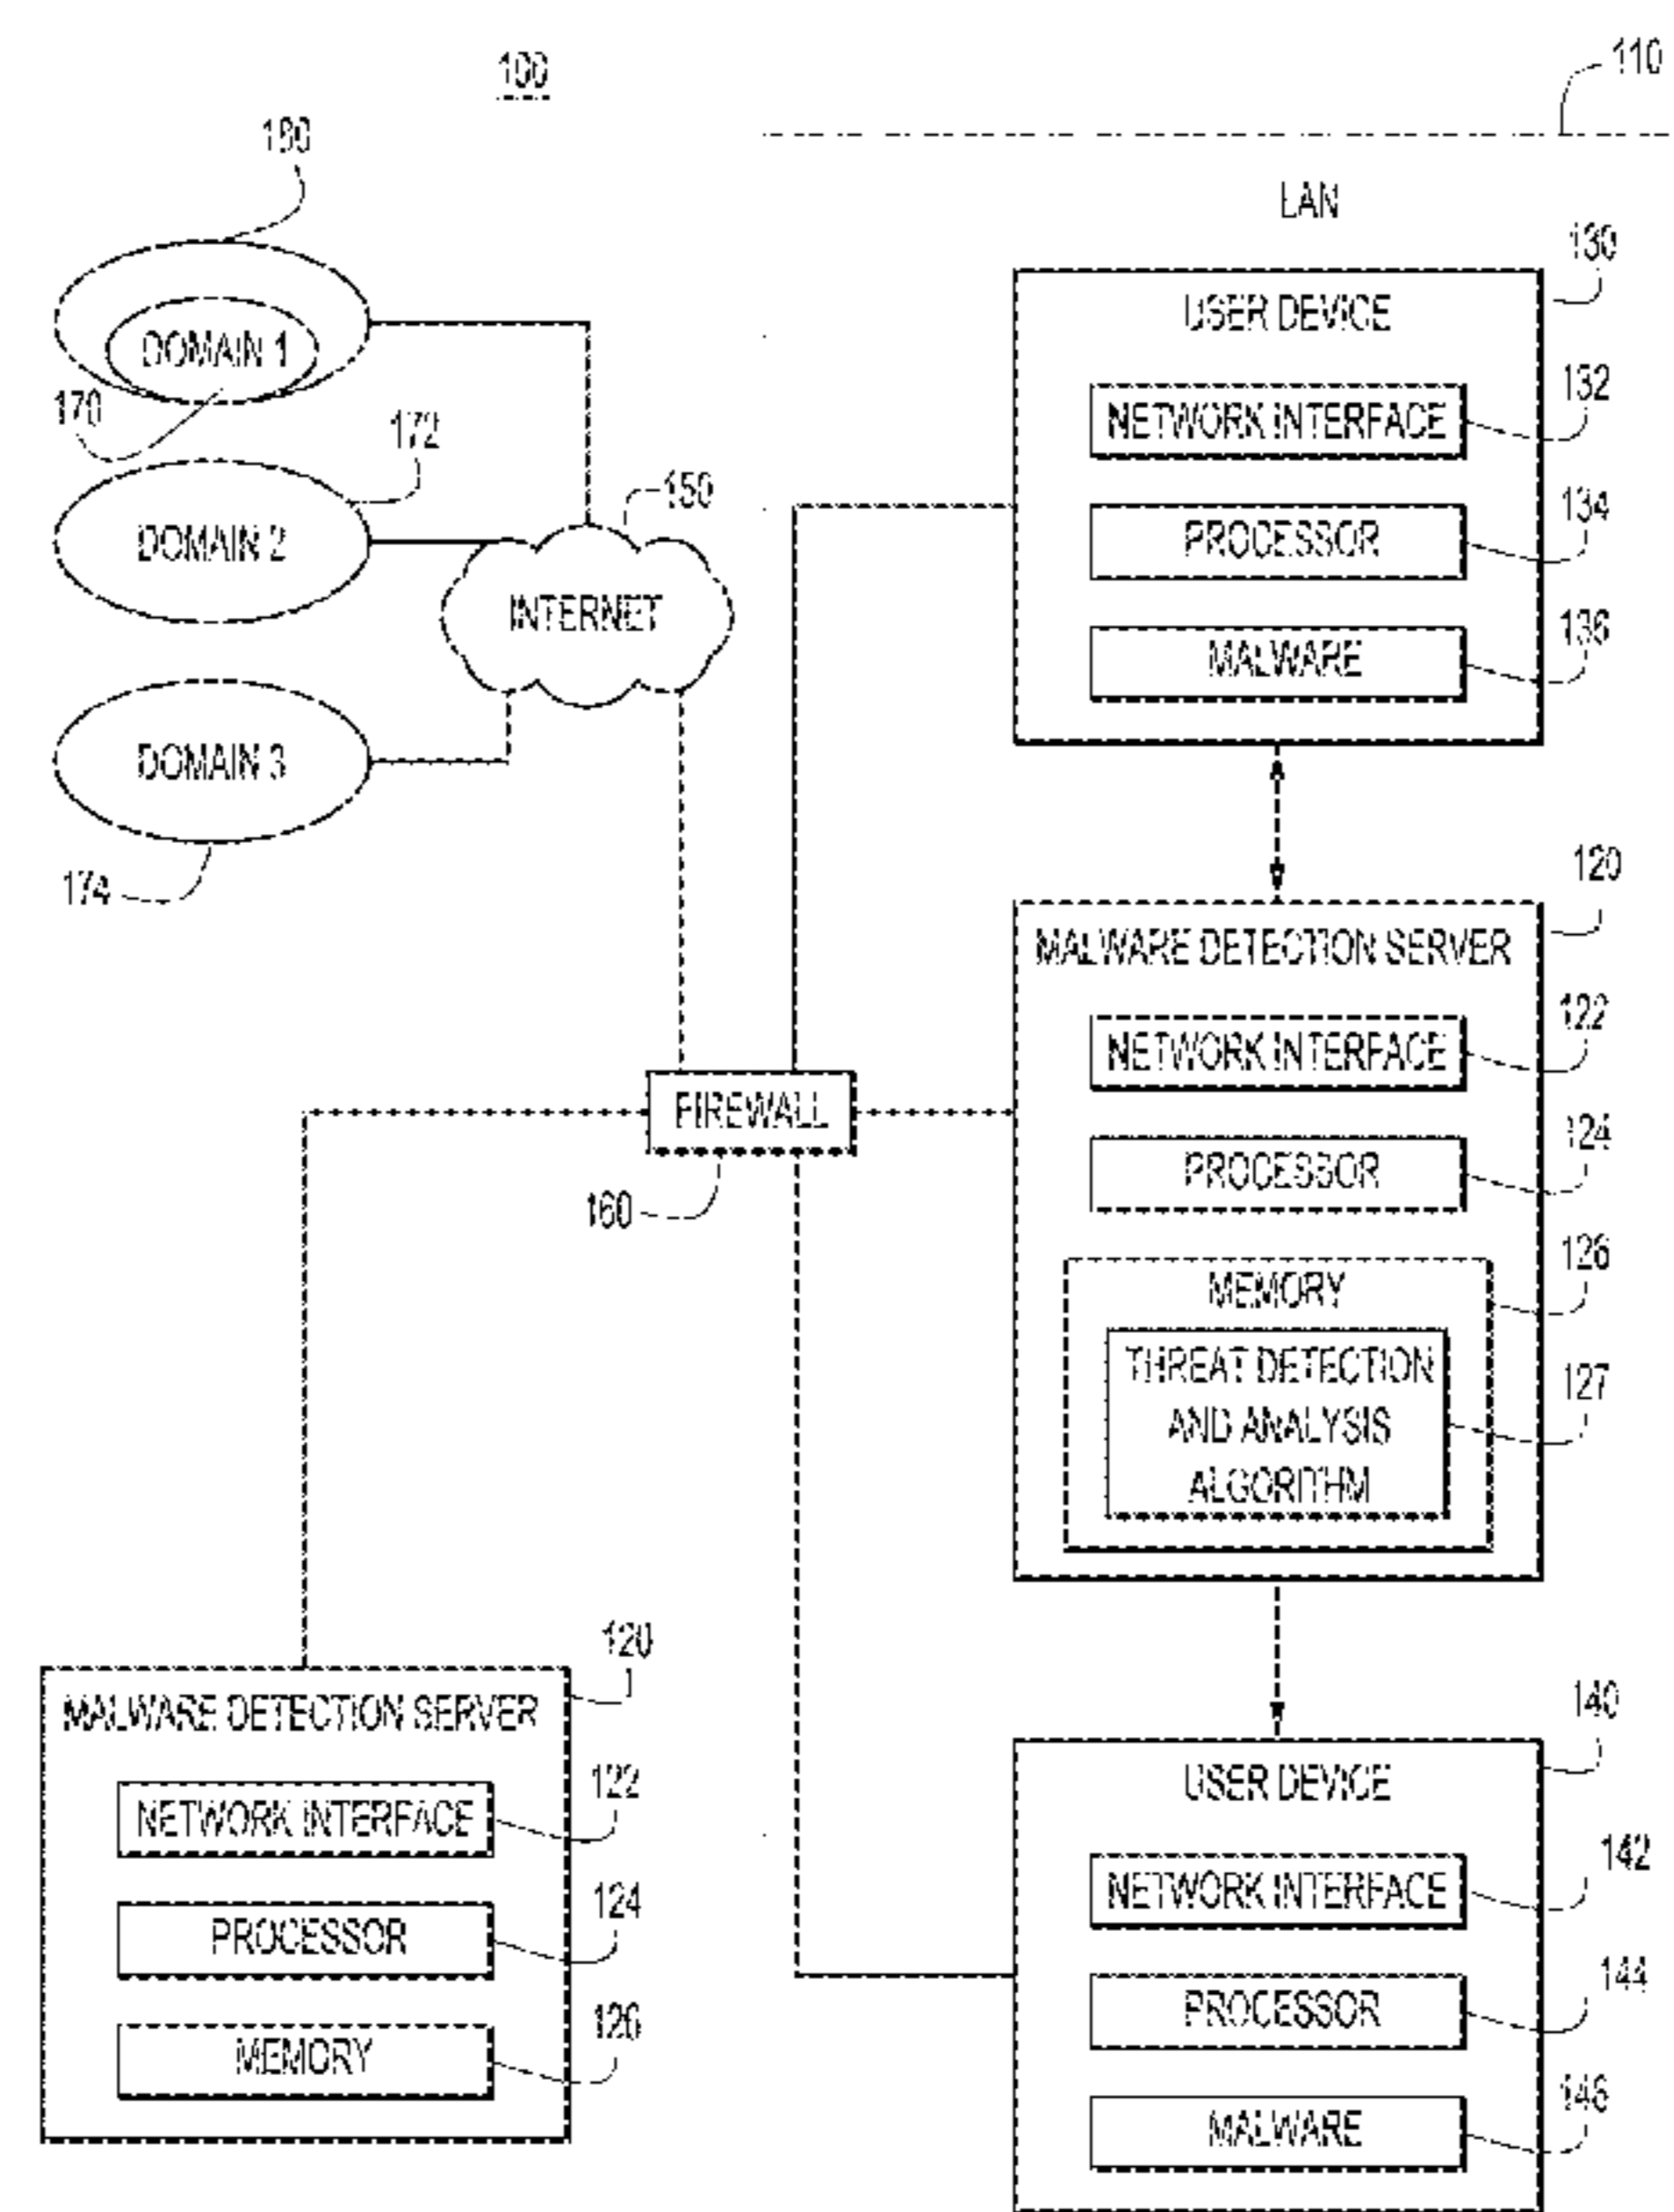 100
110
LAN
180
DOMAIN 1
170
172
DOMAIN 2
150
INTERNET
DOMAIN 3
174
130
USER DEVICE
NETWORK INTERFACE
132
PROCESSOR
134
MALWARE
136
120
MALWARE DETECTION SERVER
NETWORK INTERFACE
122
PROCESSOR
124
MEMORY
126
THREAT DETECTION
AND ANALYSIS
ALGORITHM
127
FIREWALL
160
120
MALWARE DETECTION SERVER
NETWORK INTERFACE
122
PROCESSOR
124
MEMORY
126
140
USER DEVICE
NETWORK INTERFACE
142
PROCESSOR
144
MALWARE
146